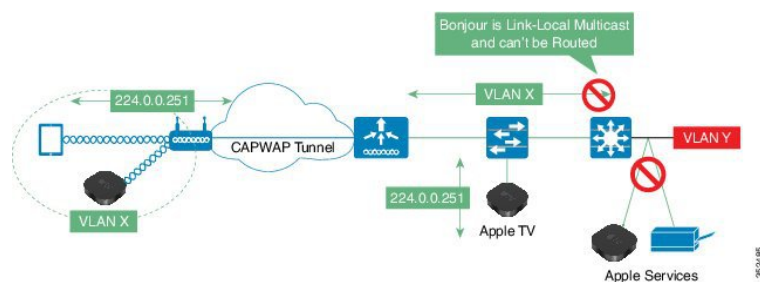 Bonjour is Link-Local Multicast
and can't be Routed
224.0.0.251
VLAN X
CAPWAP Tunnel
VLAN Y
VLAN X
224.0.0.251
Apple TV
Apple Services